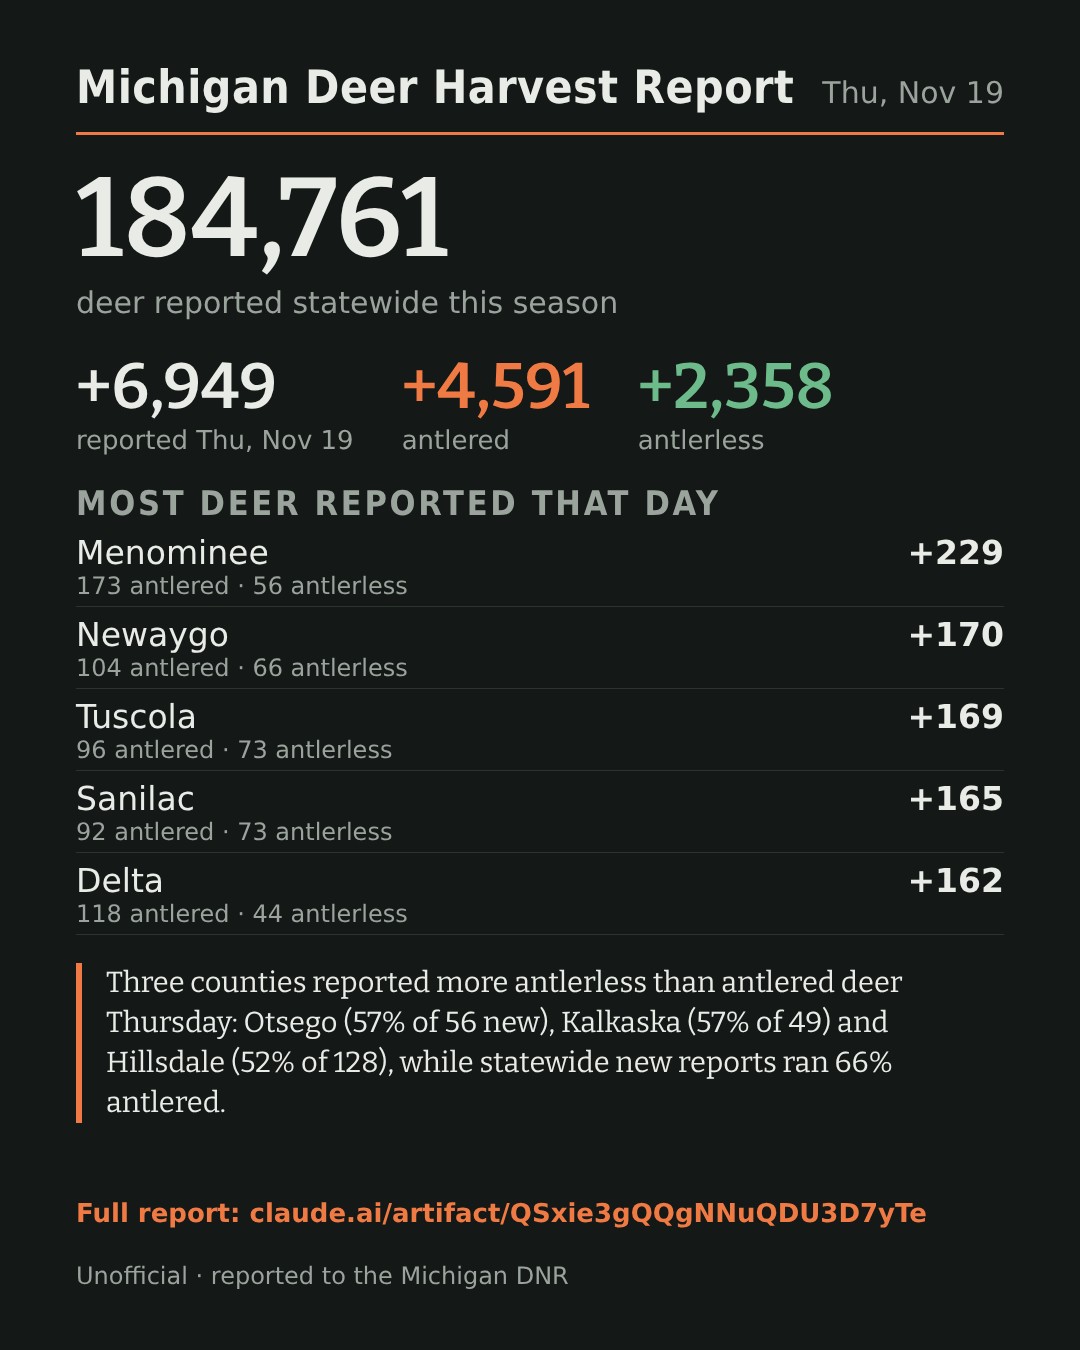 Michigan Deer Harvest Report Thu, Nov 19
184,761
deer reported statewide this season
+6,949 +4,591 +2,358
reported Thu, Nov 19 antlered antlerless
MOST DEER REPORTED THAT DAY
Menominee +229
173 antlered · 56 antlerless
Newaygo +170
104 antlered · 66 antlerless
Tuscola +169
96 antlered · 73 antlerless
Sanilac +165
92 antlered · 73 antlerless
Delta +162
118 antlered · 44 antlerless
Three counties reported more antlerless than antlered deer
Thursday: Otsego (57% of 56 new), Kalkaska (57% of 49) and
Hillsdale (52% of 128), while statewide new reports ran 66%
antlered.
Full report: claude.ai/artifact/QSxie3gQQgNNuQDU3D7yTe
Unofficial · reported to the Michigan DNR